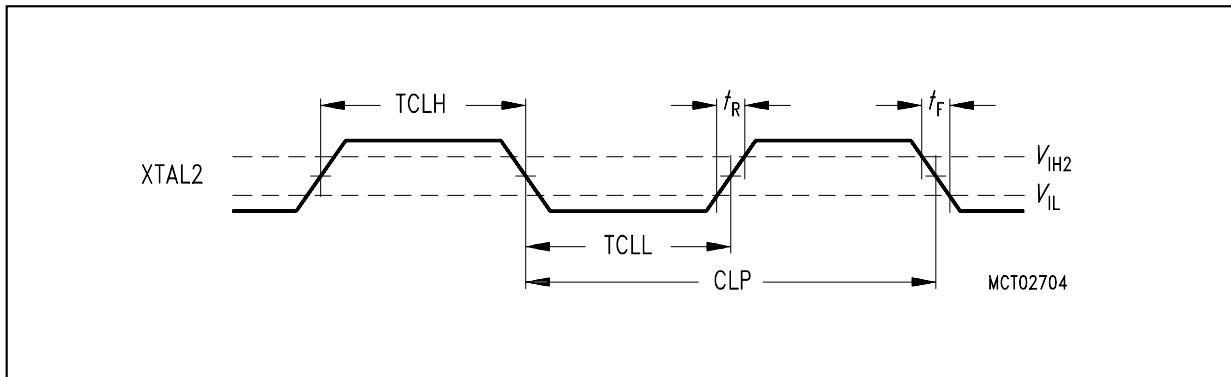 TCLH
tR
tF
XTAL2
VIH2
VIL
TCLL
CLP
MCT02704